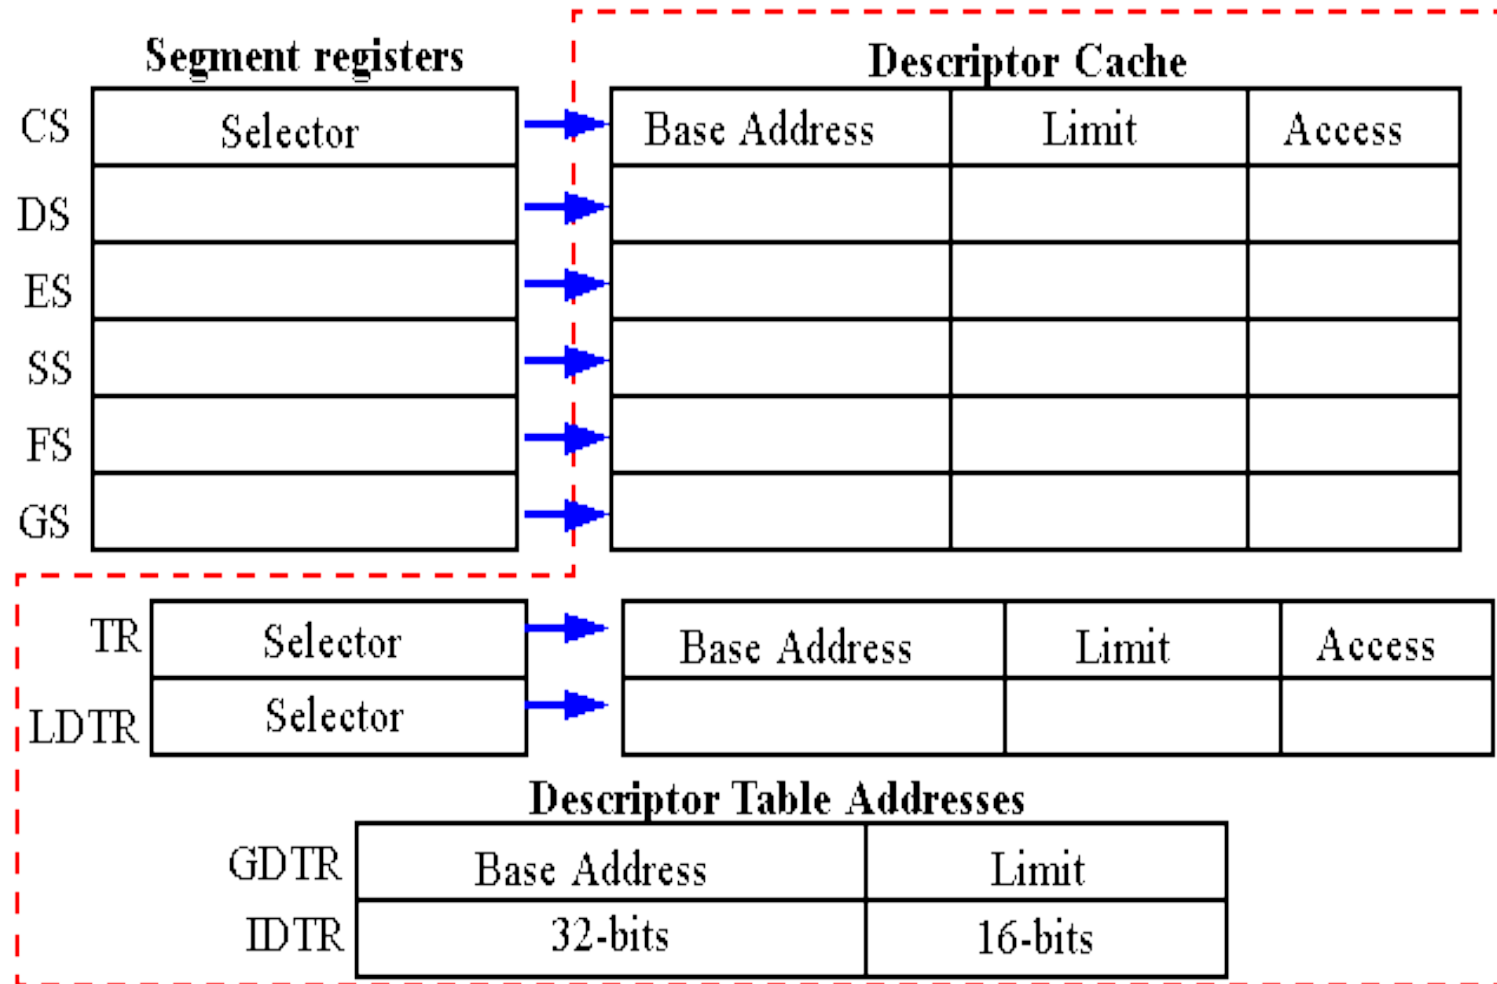 Segment registers
Descriptor Cache
CS Selector Base Address Limit Access
DS
ES
SS
FS
GS
TR Selector Base Address Limit Access
LDTR Selector
Descriptor Table Addresses
GDTR Base Address Limit
IDTR 32-bits 16-bits